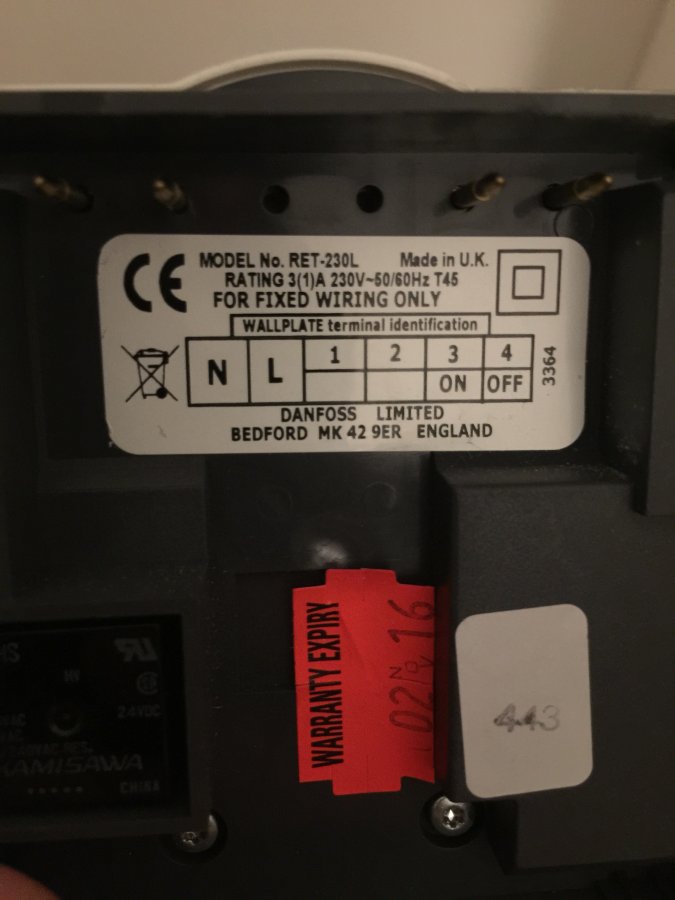 CE
MODEL No. RET-230L Made in U.K.
RATING 3(1)A 230V~50/60Hz T45
FOR FIXED WIRING ONLY
WALLPLATE terminal identification
N L 1 2 3 4
ON OFF
3364
DANFOSS LIMITED
BEDFORD MK 42 9ER ENGLAND
WARRANTY EXPIRY
02 NOV 16
443
24VDC
KAMISAWA
CHINA